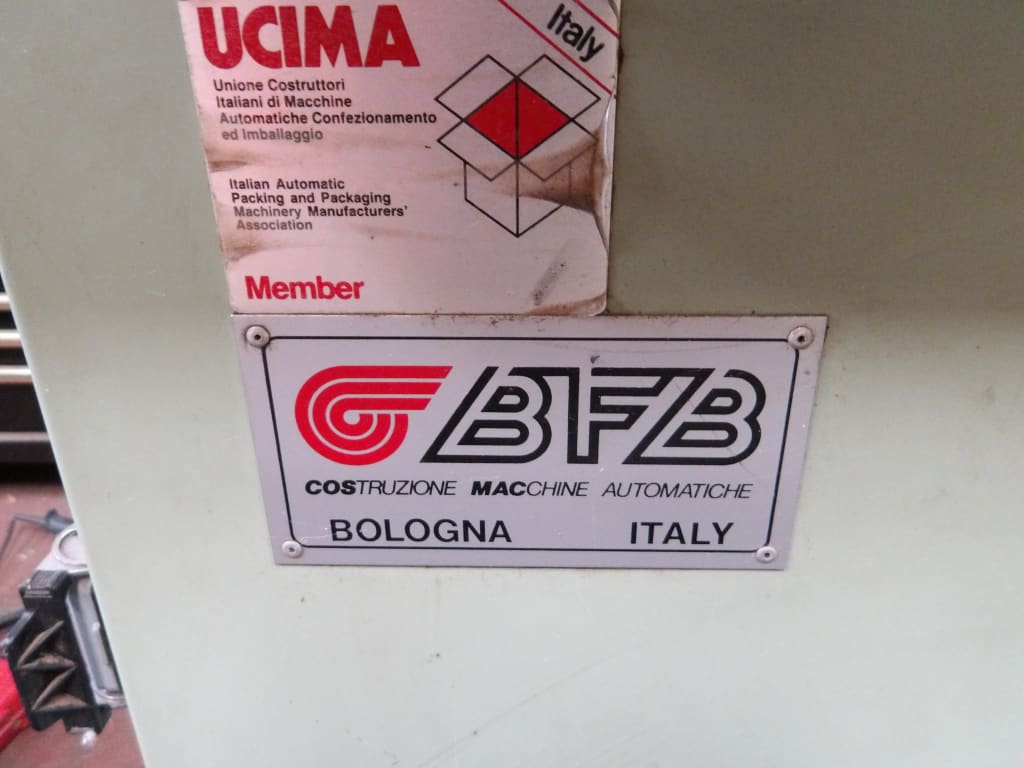 UCIMA
Italy
Unione Costruttori
Italiani di Macchine
Automatiche Confezionamento
ed Imballaggio
Italian Automatic
Packing and Packaging
Machinery Manufacturers'
Association
Member
BFB
COSTRUZIONE MACCHINE AUTOMATICHE
BOLOGNA ITALY